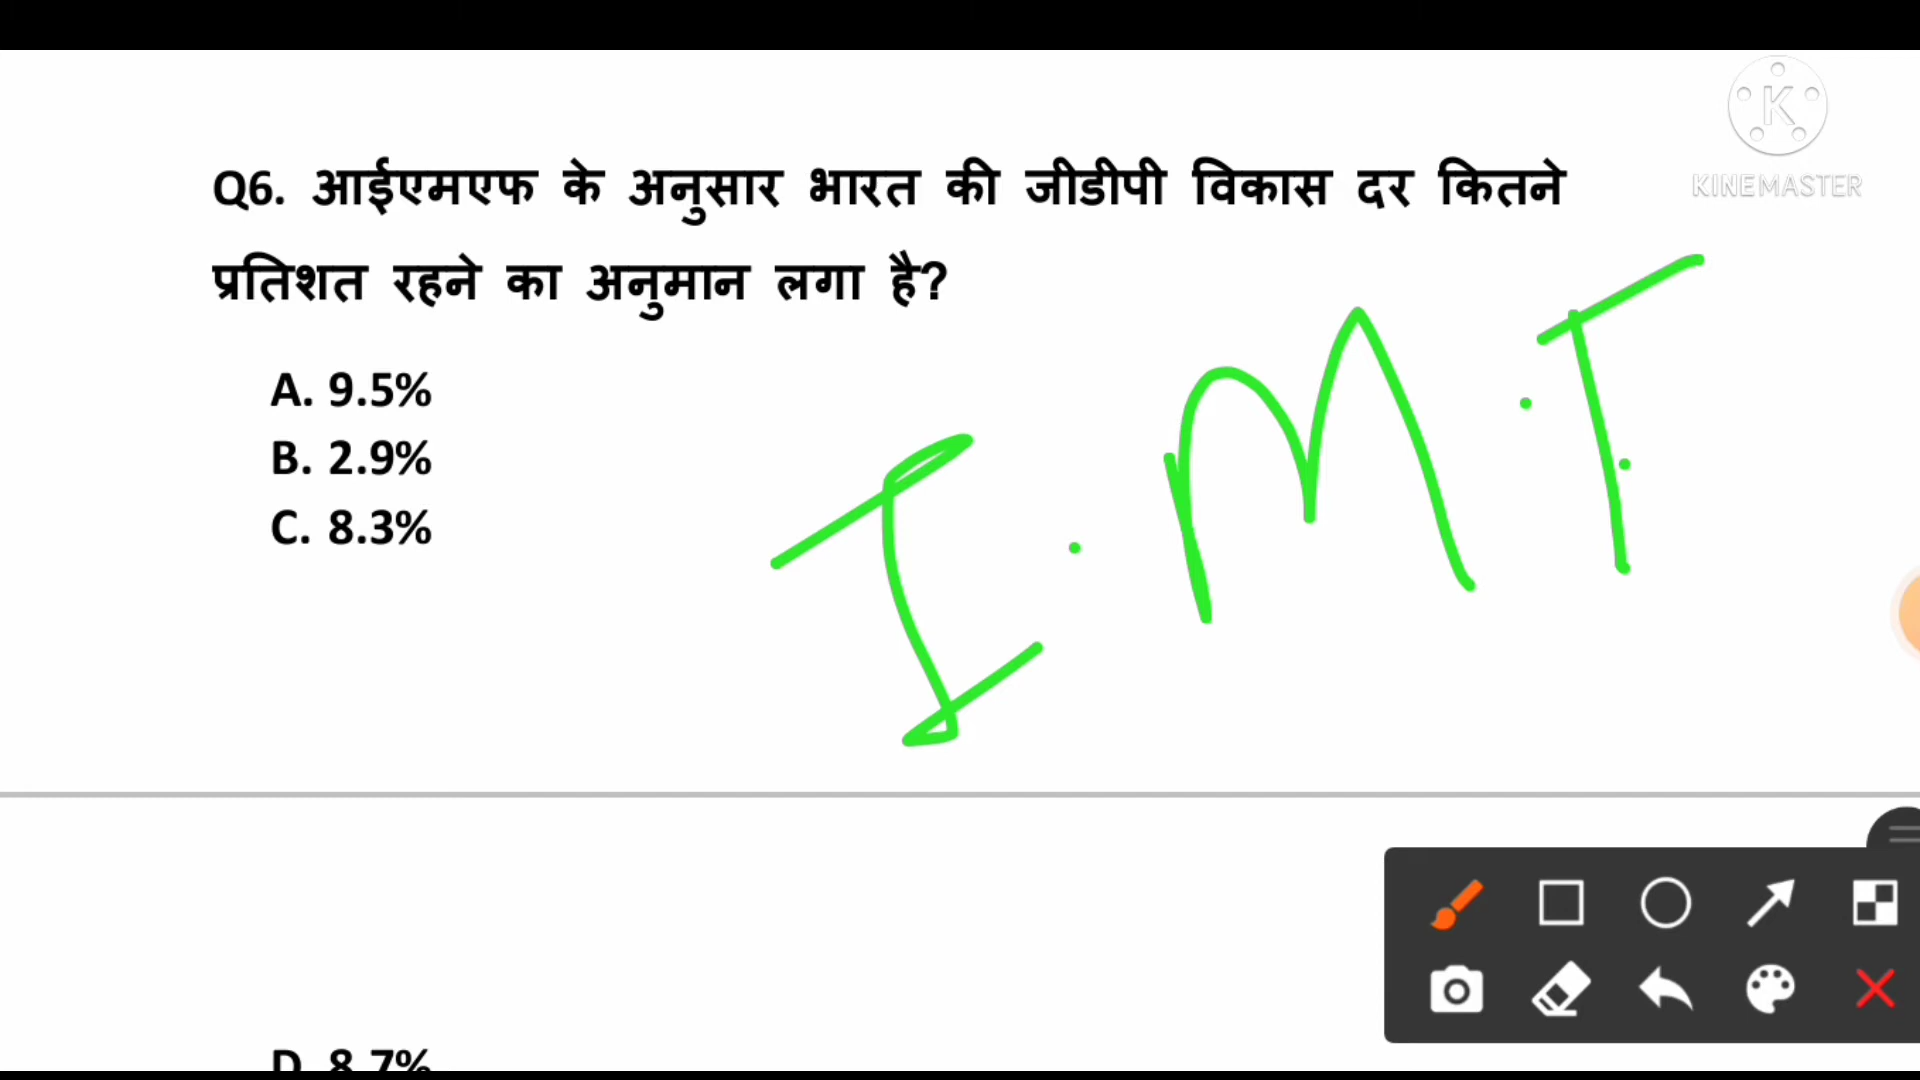 KINEMASTER
Q6. आईएमएफ के अनुसार भारत की जीडीपी विकास दर कितने
प्रतिशत रहने का अनुमान लगा है?
A. 9.5%
B. 2.9%
C. 8.3%
I.M.T
D. 8.7%